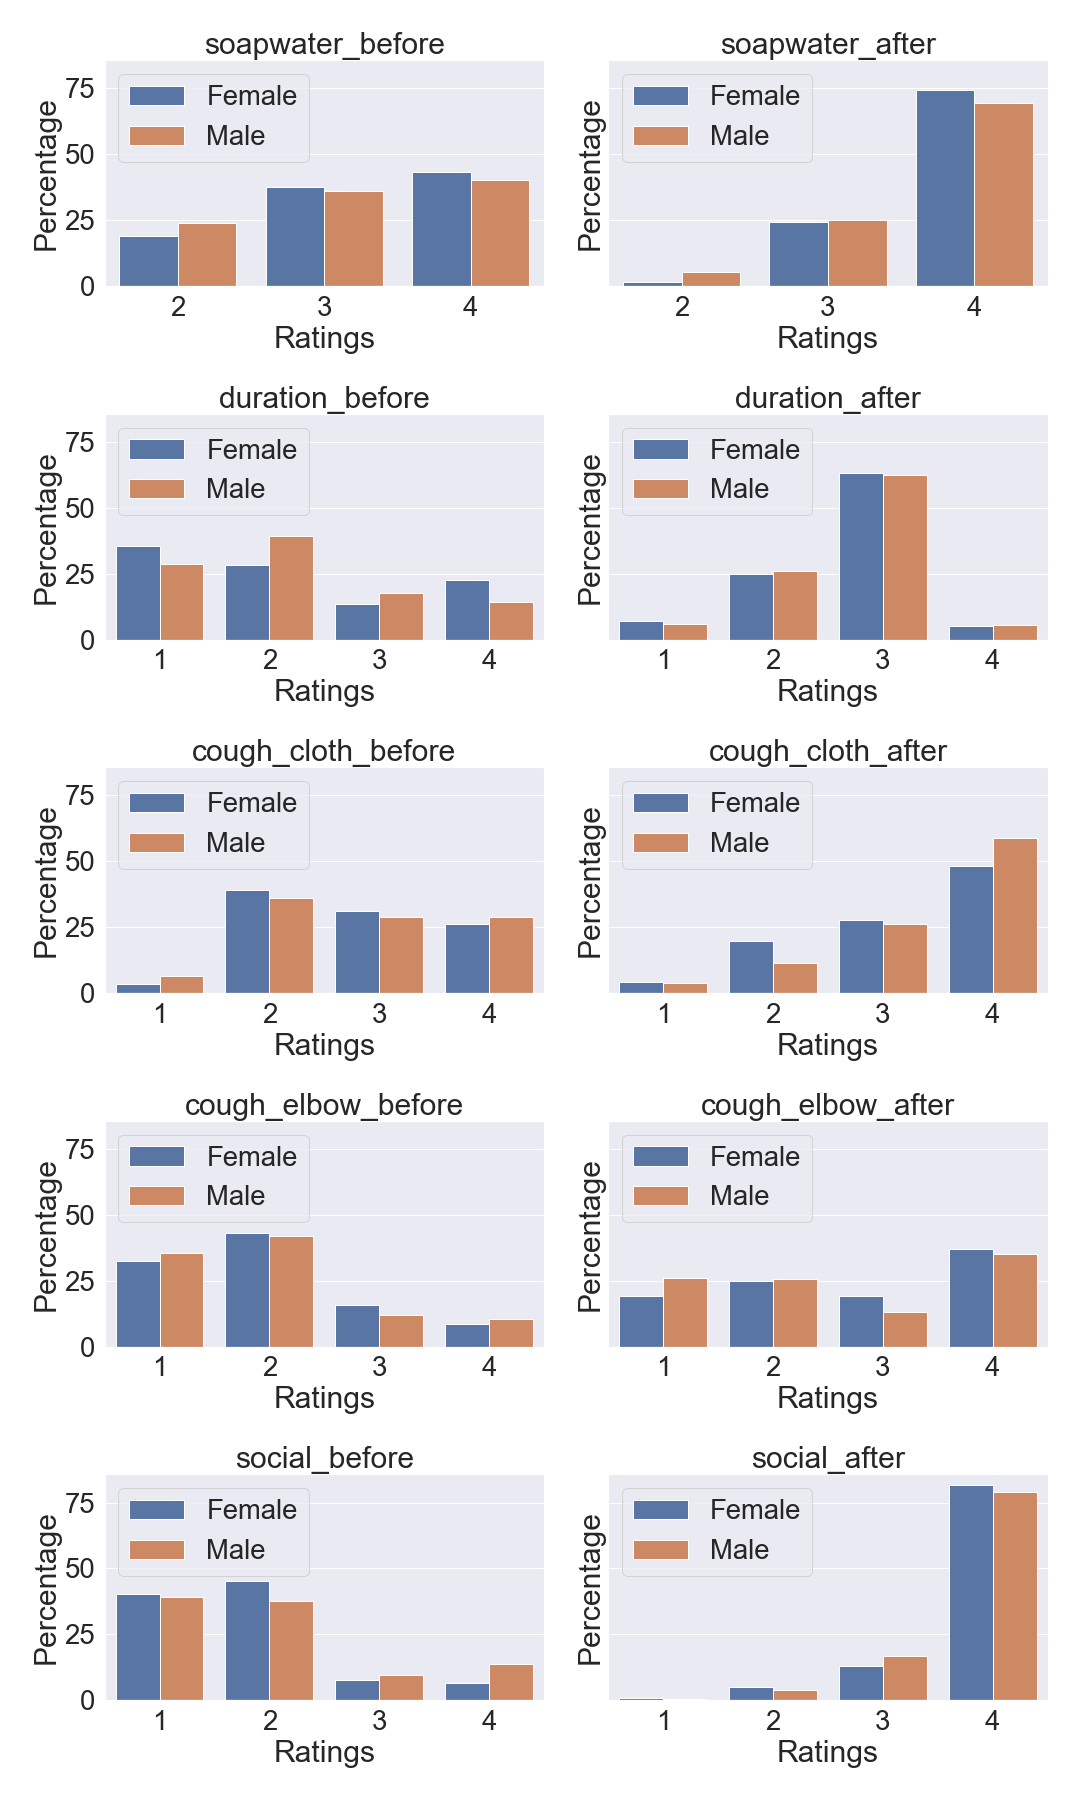 soapwater_before
75
50
25
0
Percentage
Female
Male
2 3 4
Ratings
soapwater_after
Percentage
Female
Male
2 3 4
Ratings
duration_before
75
50
25
0
Percentage
Female
Male
1 2 3 4
Ratings
duration_after
Percentage
Female
Male
1 2 3 4
Ratings
cough_cloth_before
75
50
25
0
Percentage
Female
Male
1 2 3 4
Ratings
cough_cloth_after
Percentage
Female
Male
1 2 3 4
Ratings
cough_elbow_before
75
50
25
0
Percentage
Female
Male
1 2 3 4
Ratings
cough_elbow_after
Percentage
Female
Male
1 2 3 4
Ratings
social_before
75
50
25
0
Percentage
Female
Male
1 2 3 4
Ratings
social_after
Percentage
Female
Male
1 2 3 4
Ratings